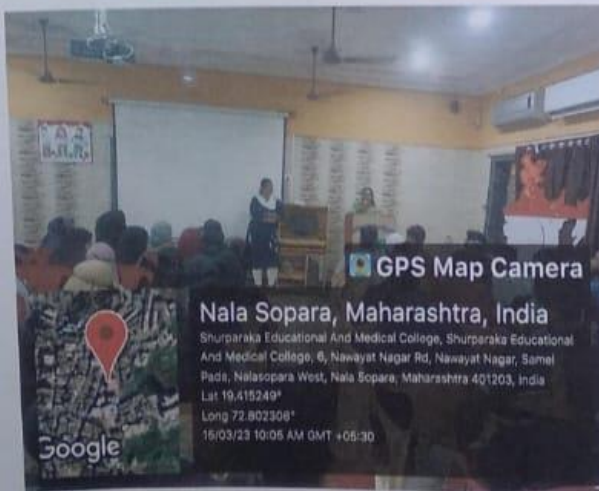 GPS Map Camera
Nala Sopara, Maharashtra, India
Shurparaka Educational And Medical College, Shurparaka Educational
And Medical College, 6, Nawayat Nagar Rd, Nawayat Nagar, Samel
Pada, Nalasopara West, Nala Sopara, Maharashtra 401203, India
Lat 19.415249°
Long 72.802306°
15/03/23 10:05 AM GMT +05:30
Google